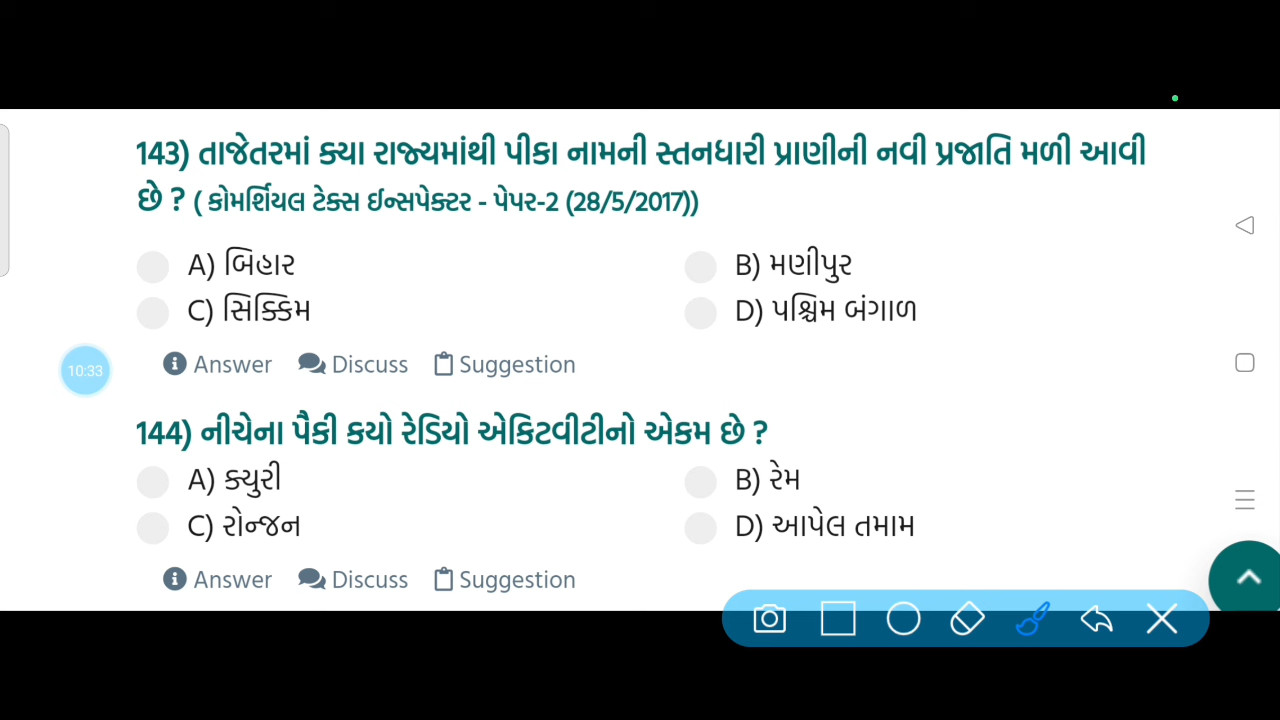 143) તાજેતરમાં ક્યા રાજ્યમાંથી પીકા નામની સ્તનધારી પ્રાણીની નવી પ્રજાતિ મળી આવી
છે ? ( કોમર્શિયલ ટેક્સ ઈન્સપેક્ટર - પેપર-2 (28/5/2017))
A) બિહાર
B) મણીપુર
C) સિક્કિમ
D) પશ્ચિમ બંગાળ
Answer Discuss Suggestion
10:33
144) નીચેના પૈકી કયો રેડિયો એકિટવીટીનો એકમ છે ?
A) ક્યુરી
B) રેમ
C) રોન્જન
D) આપેલ તમામ
Answer Discuss Suggestion